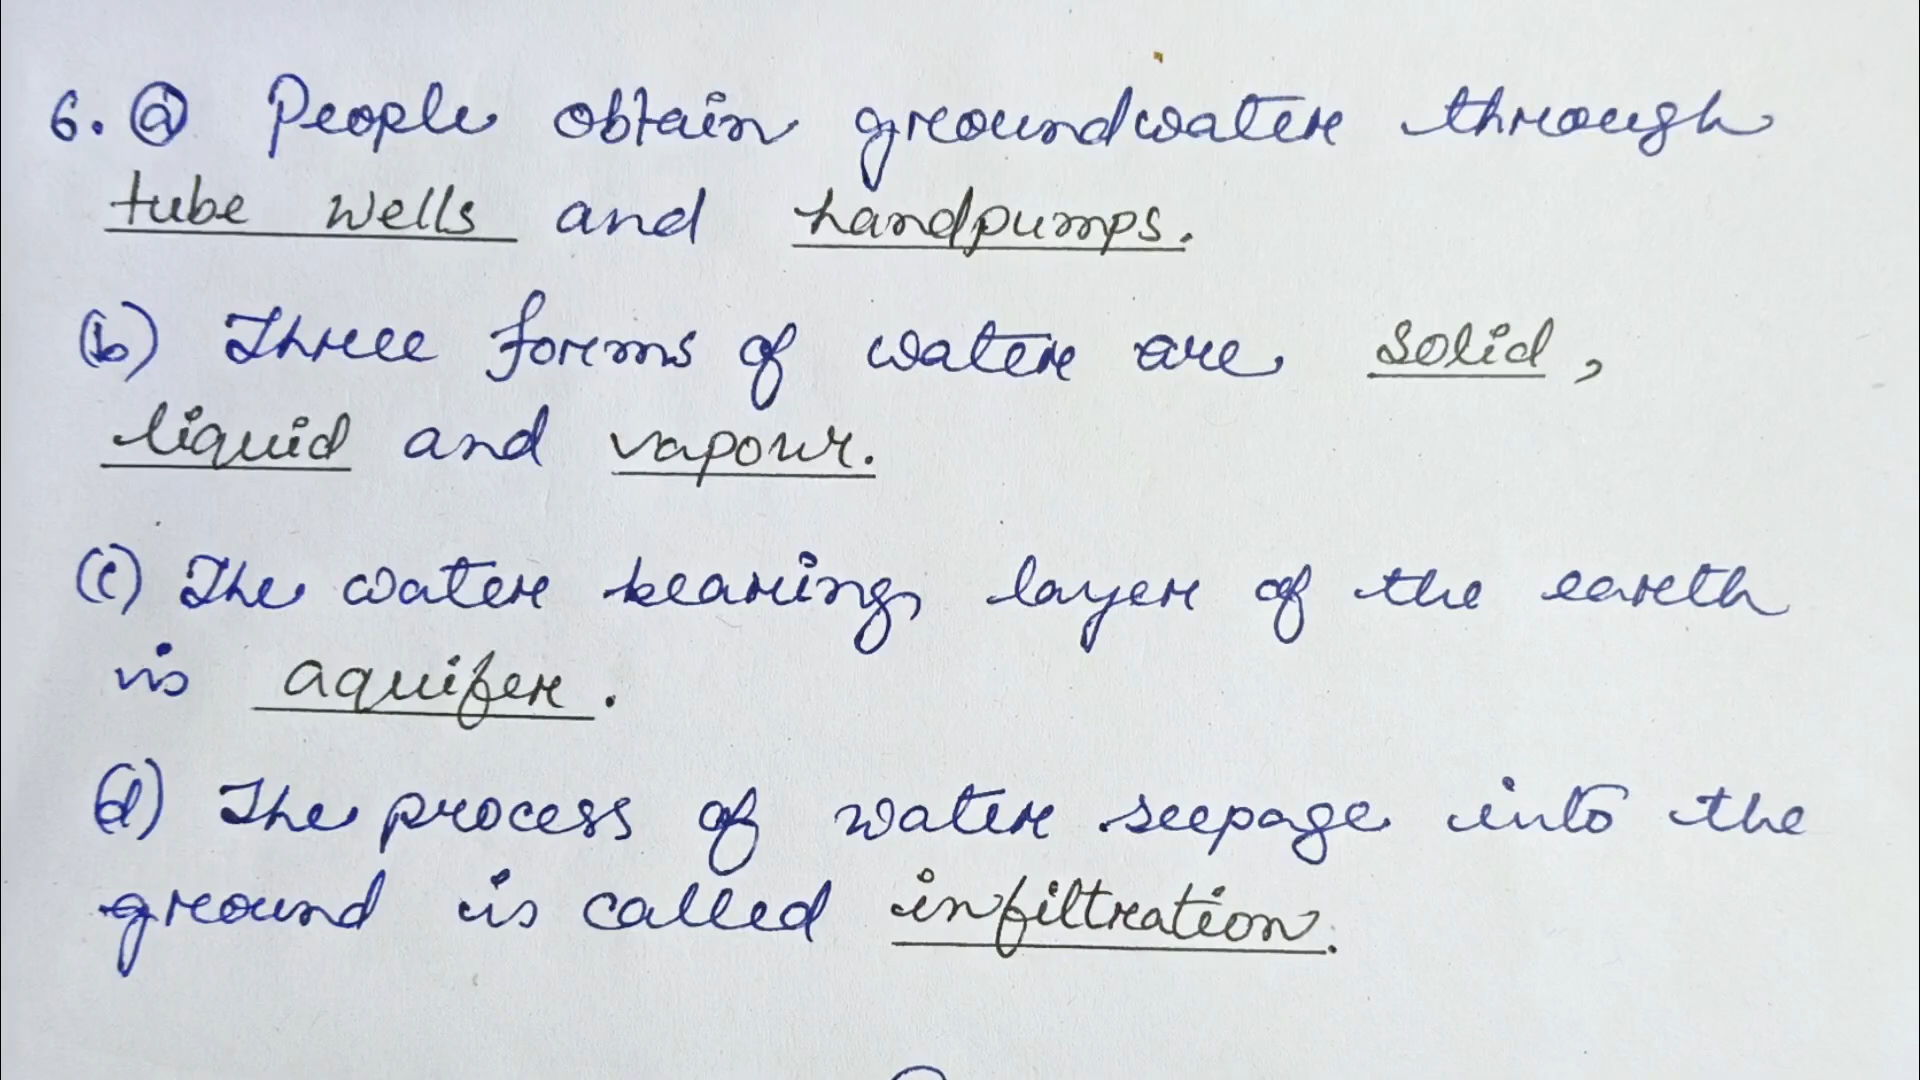 6. (a) People obtain groundwater through
tube wells and handpumps.
(b) Three forms of water are solid,
liquid and vapour.
(c) The water bearing layer of the earth
is aquifer.
(d) The process of water seepage into the
ground is called infiltration.